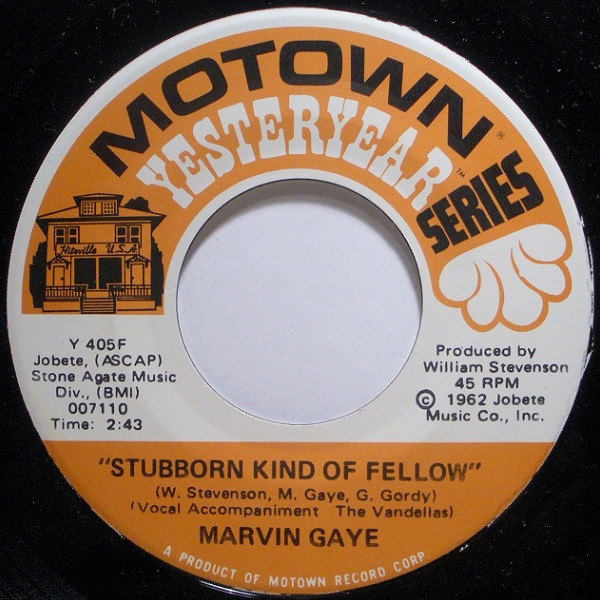 MOTOWN®
YESTERYEAR™
SERIES
Hitsville U.S.A.
Y 405F
Jobete, (ASCAP)
Stone Agate Music
Div., (BMI)
007110
Time: 2:43
Produced by
William Stevenson
45 RPM
© 1962 Jobete
Music Co., Inc.
"STUBBORN KIND OF FELLOW"
(W. Stevenson, M. Gaye, G. Gordy)
(Vocal Accompaniment The Vandellas)
MARVIN GAYE
A PRODUCT OF MOTOWN RECORD CORP.